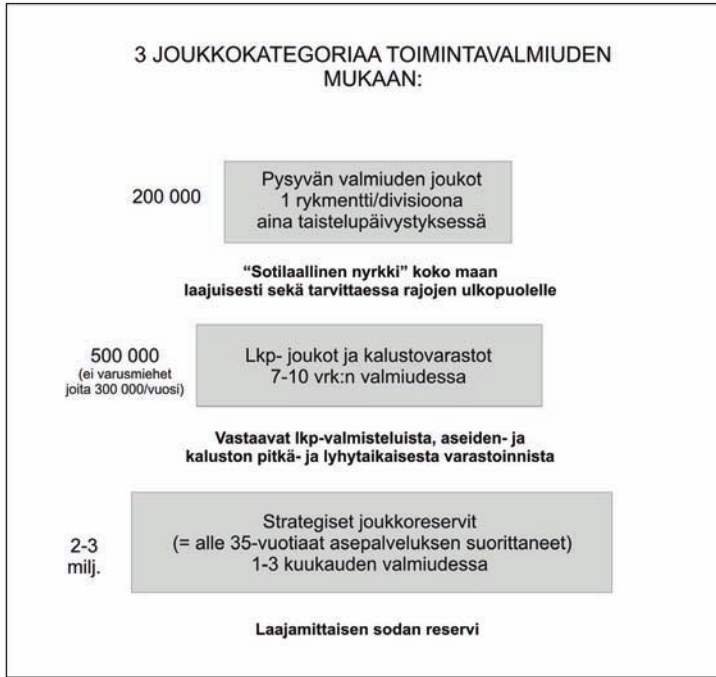 3 JOUKKOKATEGORIAA TOIMINTAVALMIUDEN
MUKAAN:
200 000
Pysyvän valmiuden joukot
1 rykmentti/divisioona
aina taistelupäivystyksessä
“Sotilaallinen nyrkki” koko maan
laajuisesti sekä tarvittaessa rajojen ulkopuolelle
500 000
(ei varusmiehet
joita 300 000/vuosi)
Lkp- joukot ja kalustovarastot
7-10 vrk:n valmiudessa
Vastaavat lkp-valmisteluista, aseiden- ja
kaluston pitkä- ja lyhytaikaisesta varastoinnista
2-3
milj.
Strategiset joukkoreservit
(= alle 35-vuotiaat asepalveluksen suorittaneet)
1-3 kuukauden valmiudessa
Laajamittaisen sodan reservi